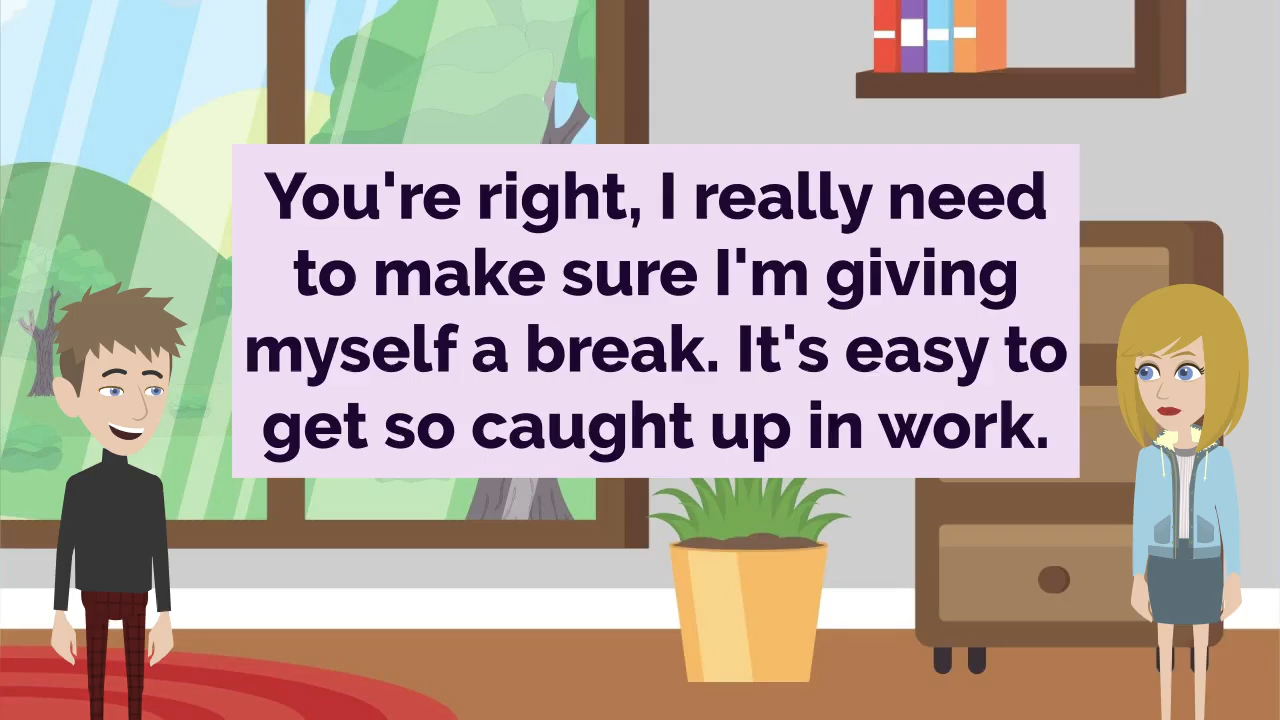 You're right, I really need
to make sure I'm giving
myself a break. It's easy to
get so caught up in work.